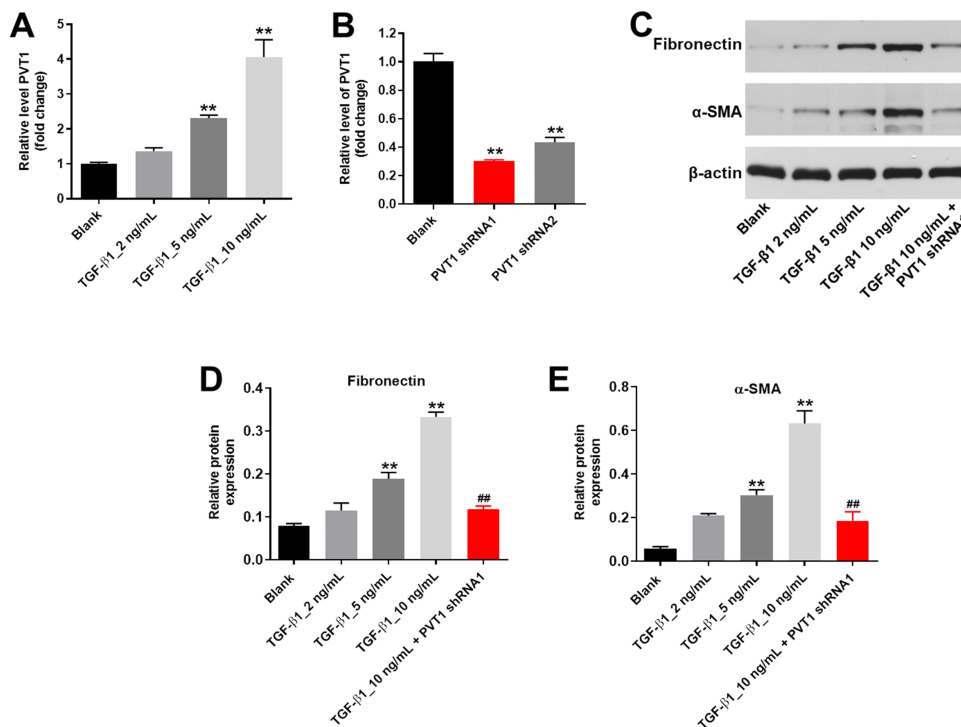 A
Relative level PVT1
(fold change)
5
4
3
2
1
0
**
**
Blank
TGF-β1_2 ng/mL
TGF-β1_5 ng/mL
TGF-β1_10 ng/mL
B
Relative level of PVT1
(fold change)
1.2
1.0
0.8
0.6
0.4
0.2
0.0
**
**
Blank
PVT1 shRNA1
PVT1 shRNA2
C
Fibronectin
α-SMA
β-actin
Blank
TGF-β1 2 ng/mL
TGF-β1 5 ng/mL
TGF-β1 10 ng/mL
TGF-β1 10 ng/mL +
PVT1 shRNA
D
Fibronectin
Relative protein
expression
0.4
0.3
0.2
0.1
0.0
**
**
##
Blank
TGF-β1_2 ng/mL
TGF-β1_5 ng/mL
TGF-β1_10 ng/mL
TGF-β1_10 ng/mL + PVT1 shRNA1
E
α-SMA
Relative protein
expression
0.8
0.6
0.4
0.2
0.0
**
**
##
Blank
TGF-β1_2 ng/mL
TGF-β1_5 ng/mL
TGF-β1_10 ng/mL
TGF-β1_10 ng/mL + PVT1 shRNA1